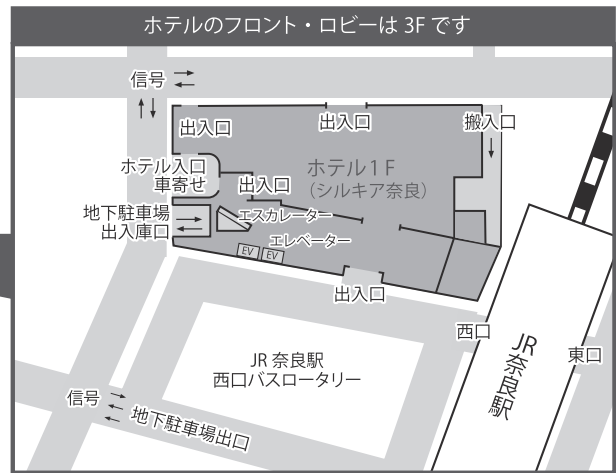 ホテルのフロント・ロビーは 3F です
信号
出入口
出入口
搬入口
ホテル入口
車寄せ
ホテル1F
(シルキア奈良)
出入口
地下駐車場
出入庫口
エスカレーター
エレベーター
EV
EV
出入口
西口
JR奈良駅
東口
JR 奈良駅
西口バスロータリー
信号
地下駐車場出口